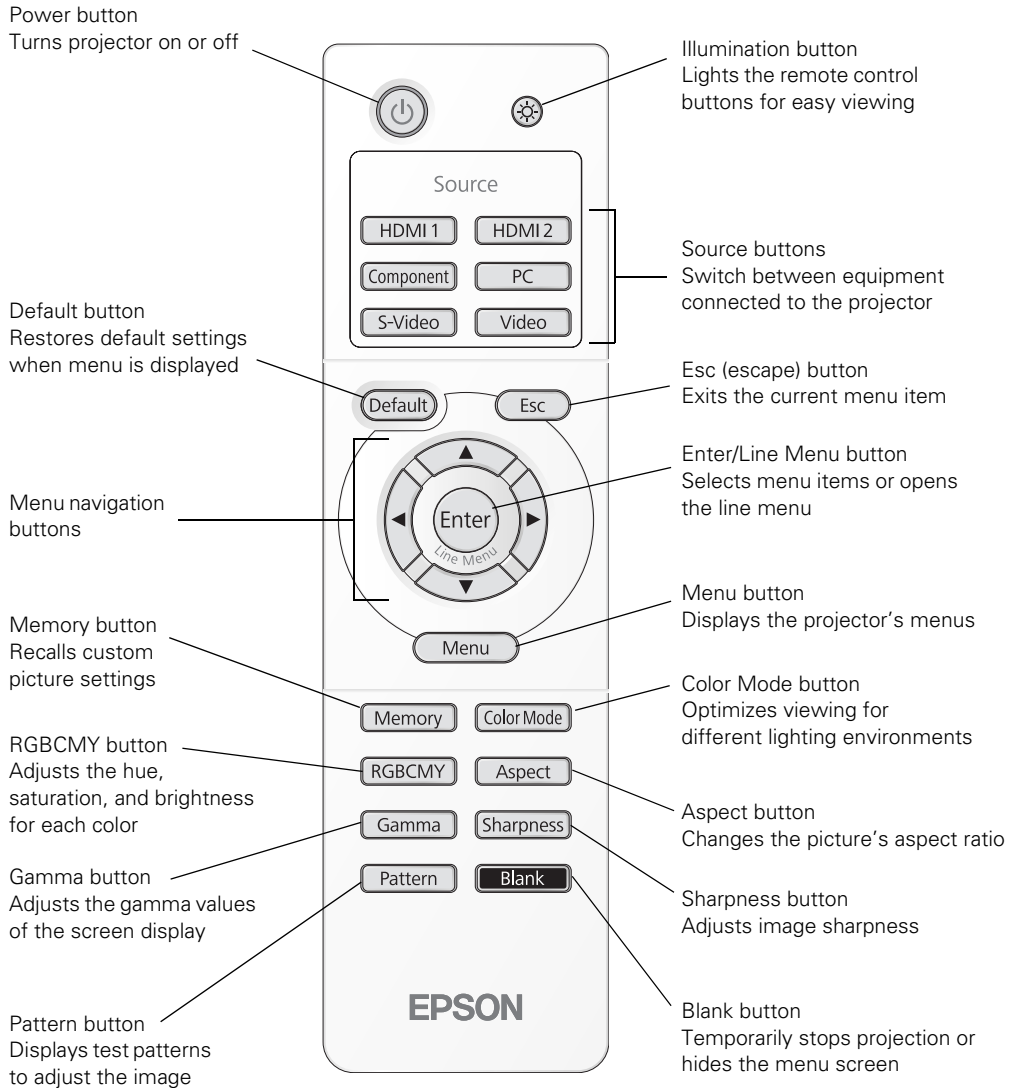 Power button
Turns projector on or off
Illumination button
Lights the remote control
buttons for easy viewing
Source
HDMI 1
HDMI 2
Component
PC
S-Video
Video
Source buttons
Switch between equipment
connected to the projector
Default button
Restores default settings
when menu is displayed
Default
Esc
Esc (escape) button
Exits the current menu item
Enter
Line Menu
Enter/Line Menu button
Selects menu items or opens
the line menu
Menu navigation
buttons
Menu
Menu button
Displays the projector's menus
Memory button
Recalls custom
picture settings
Memory
Color Mode
Color Mode button
Optimizes viewing for
different lighting environments
RGBCMY button
Adjusts the hue,
saturation, and brightness
for each color
RGBCMY
Aspect
Aspect button
Changes the picture's aspect ratio
Gamma
Sharpness
Gamma button
Adjusts the gamma values
of the screen display
Pattern
Blank
Sharpness button
Adjusts image sharpness
EPSON
Pattern button
Displays test patterns
to adjust the image
Blank button
Temporarily stops projection or
hides the menu screen